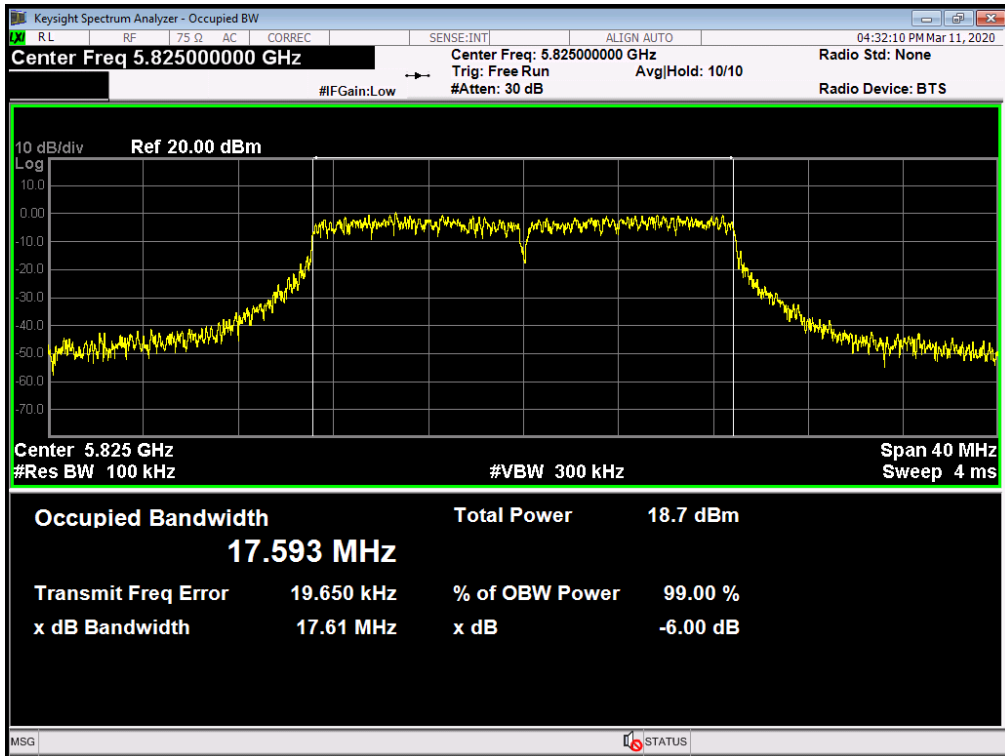 Keysight Spectrum Analyzer - Occupied BW
LXI RL RF 75 Ω AC CORREC SENSE:INT ALIGN AUTO 04:32:10 PM Mar 11, 2020
Center Freq 5.825000000 GHz
Center Freq: 5.825000000 GHz Radio Std: None
Trig: Free Run Avg|Hold: 10/10
#IFGain:Low #Atten: 30 dB Radio Device: BTS
10 dB/div Ref 20.00 dBm
Log
10.0
0.00
-10.0
-20.0
-30.0
-40.0
-50.0
-60.0
-70.0
Center 5.825 GHz Span 40 MHz
#Res BW 100 kHz #VBW 300 kHz Sweep 4 ms
Occupied Bandwidth Total Power 18.7 dBm
17.593 MHz
Transmit Freq Error 19.650 kHz % of OBW Power 99.00 %
x dB Bandwidth 17.61 MHz x dB -6.00 dB
MSG STATUS